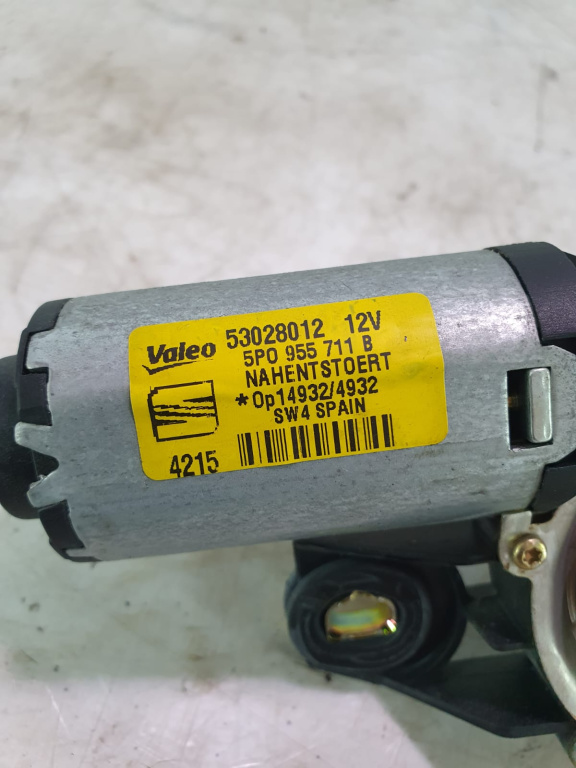 Valeo 53028012 12V
5P0 955 711 B
NAHENTSTOERT
*Op14932/4932
SW4 SPAIN
4215